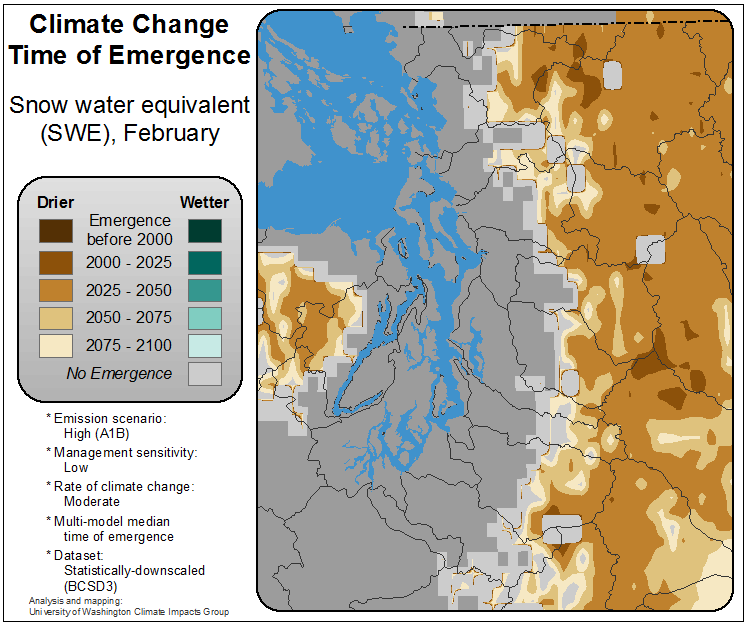 Climate Change
Time of Emergence
Snow water equivalent
(SWE), February
Drier Wetter
Emergence
before 2000
2000 - 2025
2025 - 2050
2050 - 2075
2075 - 2100
No Emergence
* Emission scenario:
High (A1B)
* Management sensitivity:
Low
* Rate of climate change:
Moderate
* Multi-model median
time of emergence
* Dataset:
Statistically-downscaled
(BCSD3)
Analysis and mapping:
University of Washington Climate Impacts Group